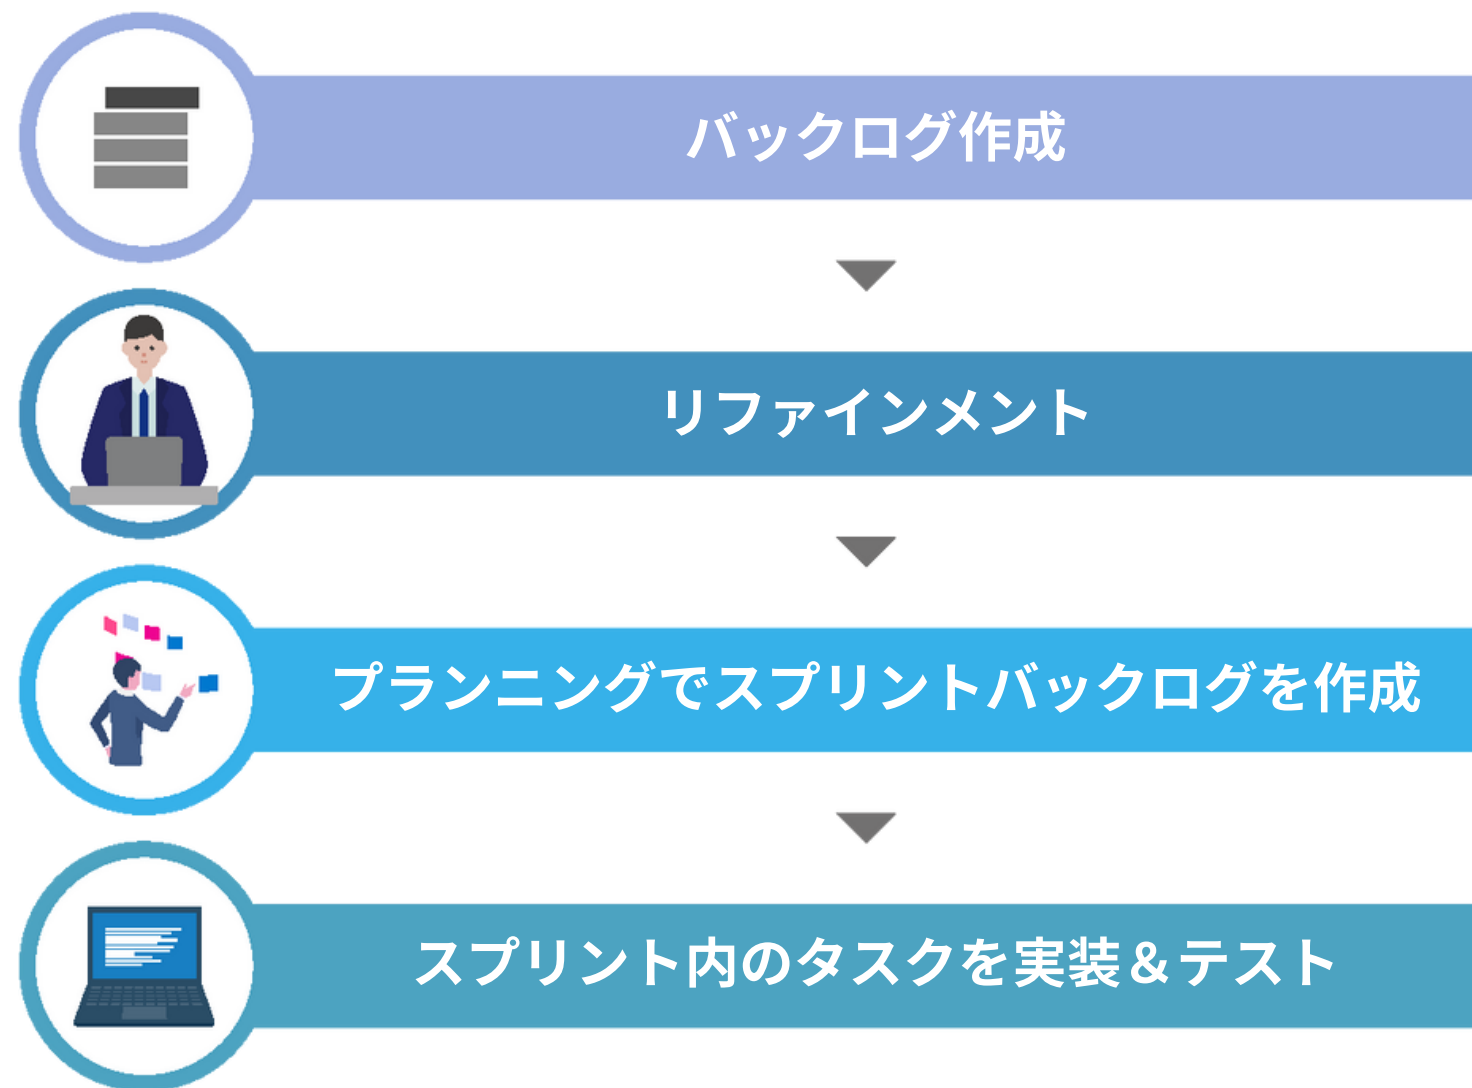 バックログ作成
リファインメント
プランニングでスプリントバックログを作成
スプリント内のタスクを実装＆テスト